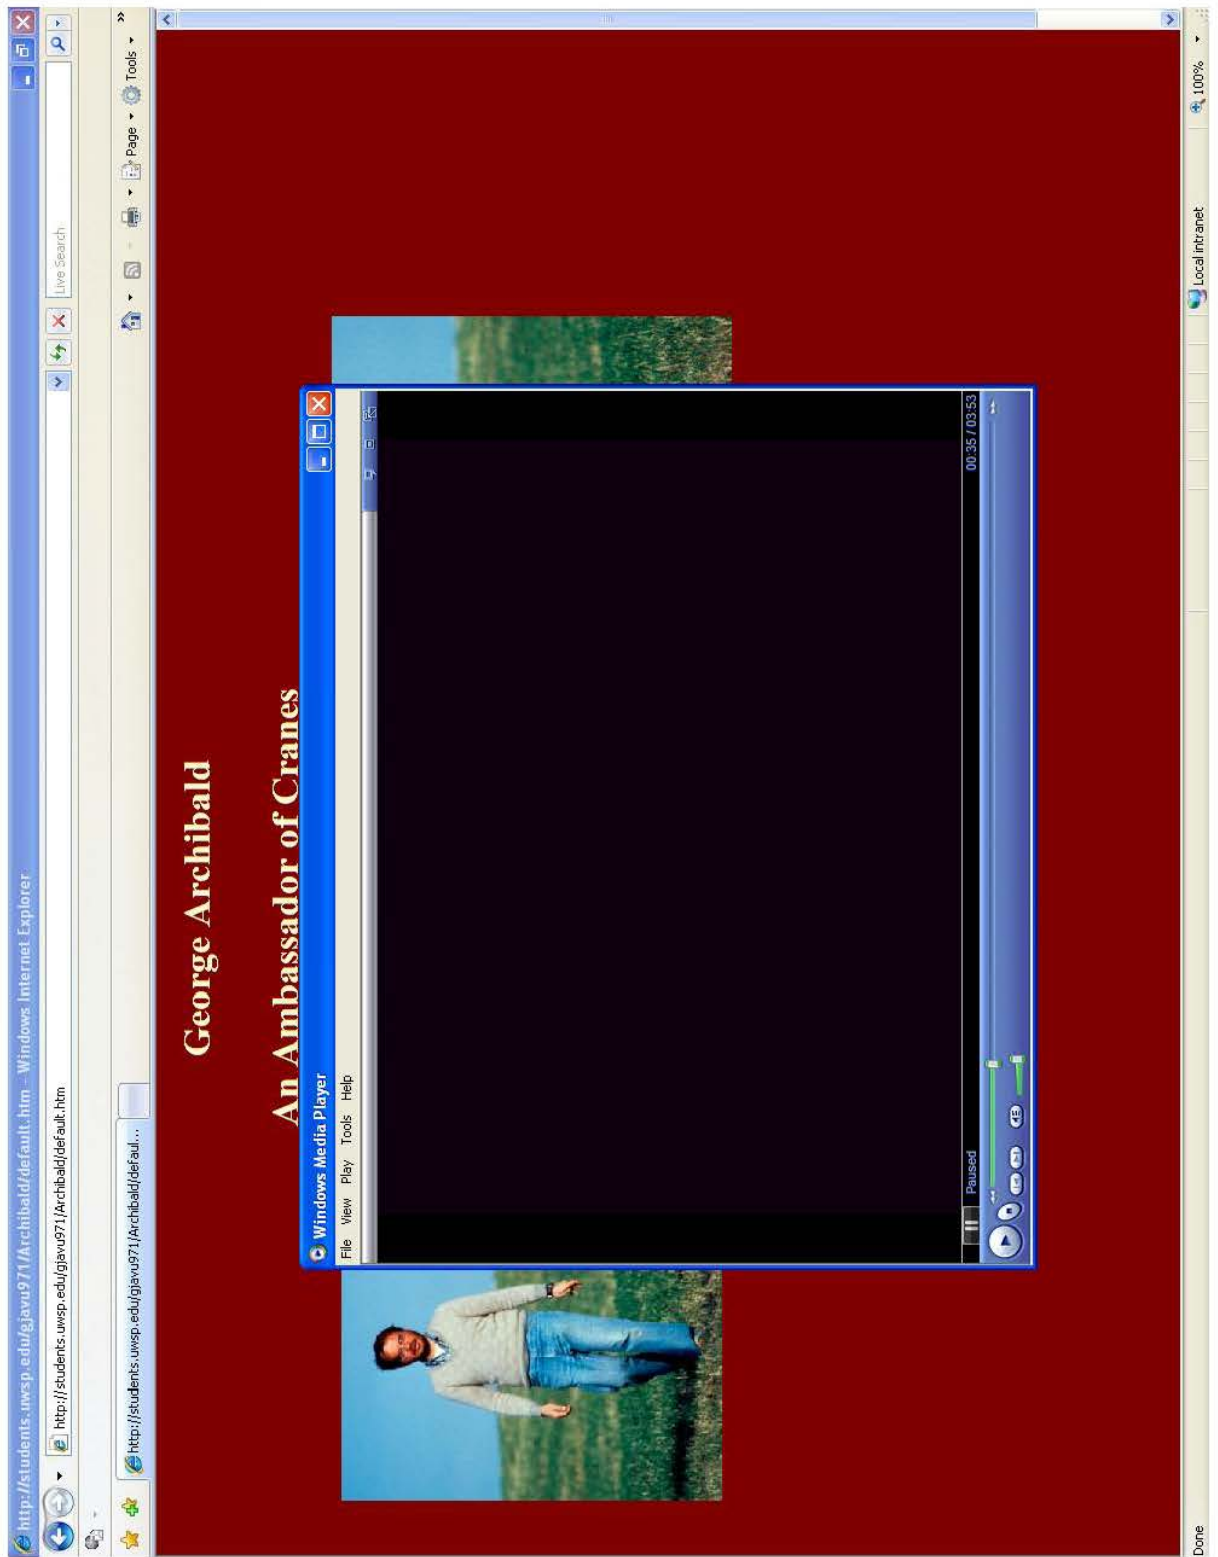 http://students.uwsp.edu/gjavu971/Archibald/default.htm - Windows Internet Explorer
http://students.uwsp.edu/gjavu971/Archibald/default.htm
Live Search
http://students.uwsp.edu/gjavu971/Archibald/defaul...
Page
Tools
George Archibald
An Ambassador of Cranes
Windows Media Player
File View Play Tools Help
Paused
00:35 / 03:53
Done
Local intranet
100%